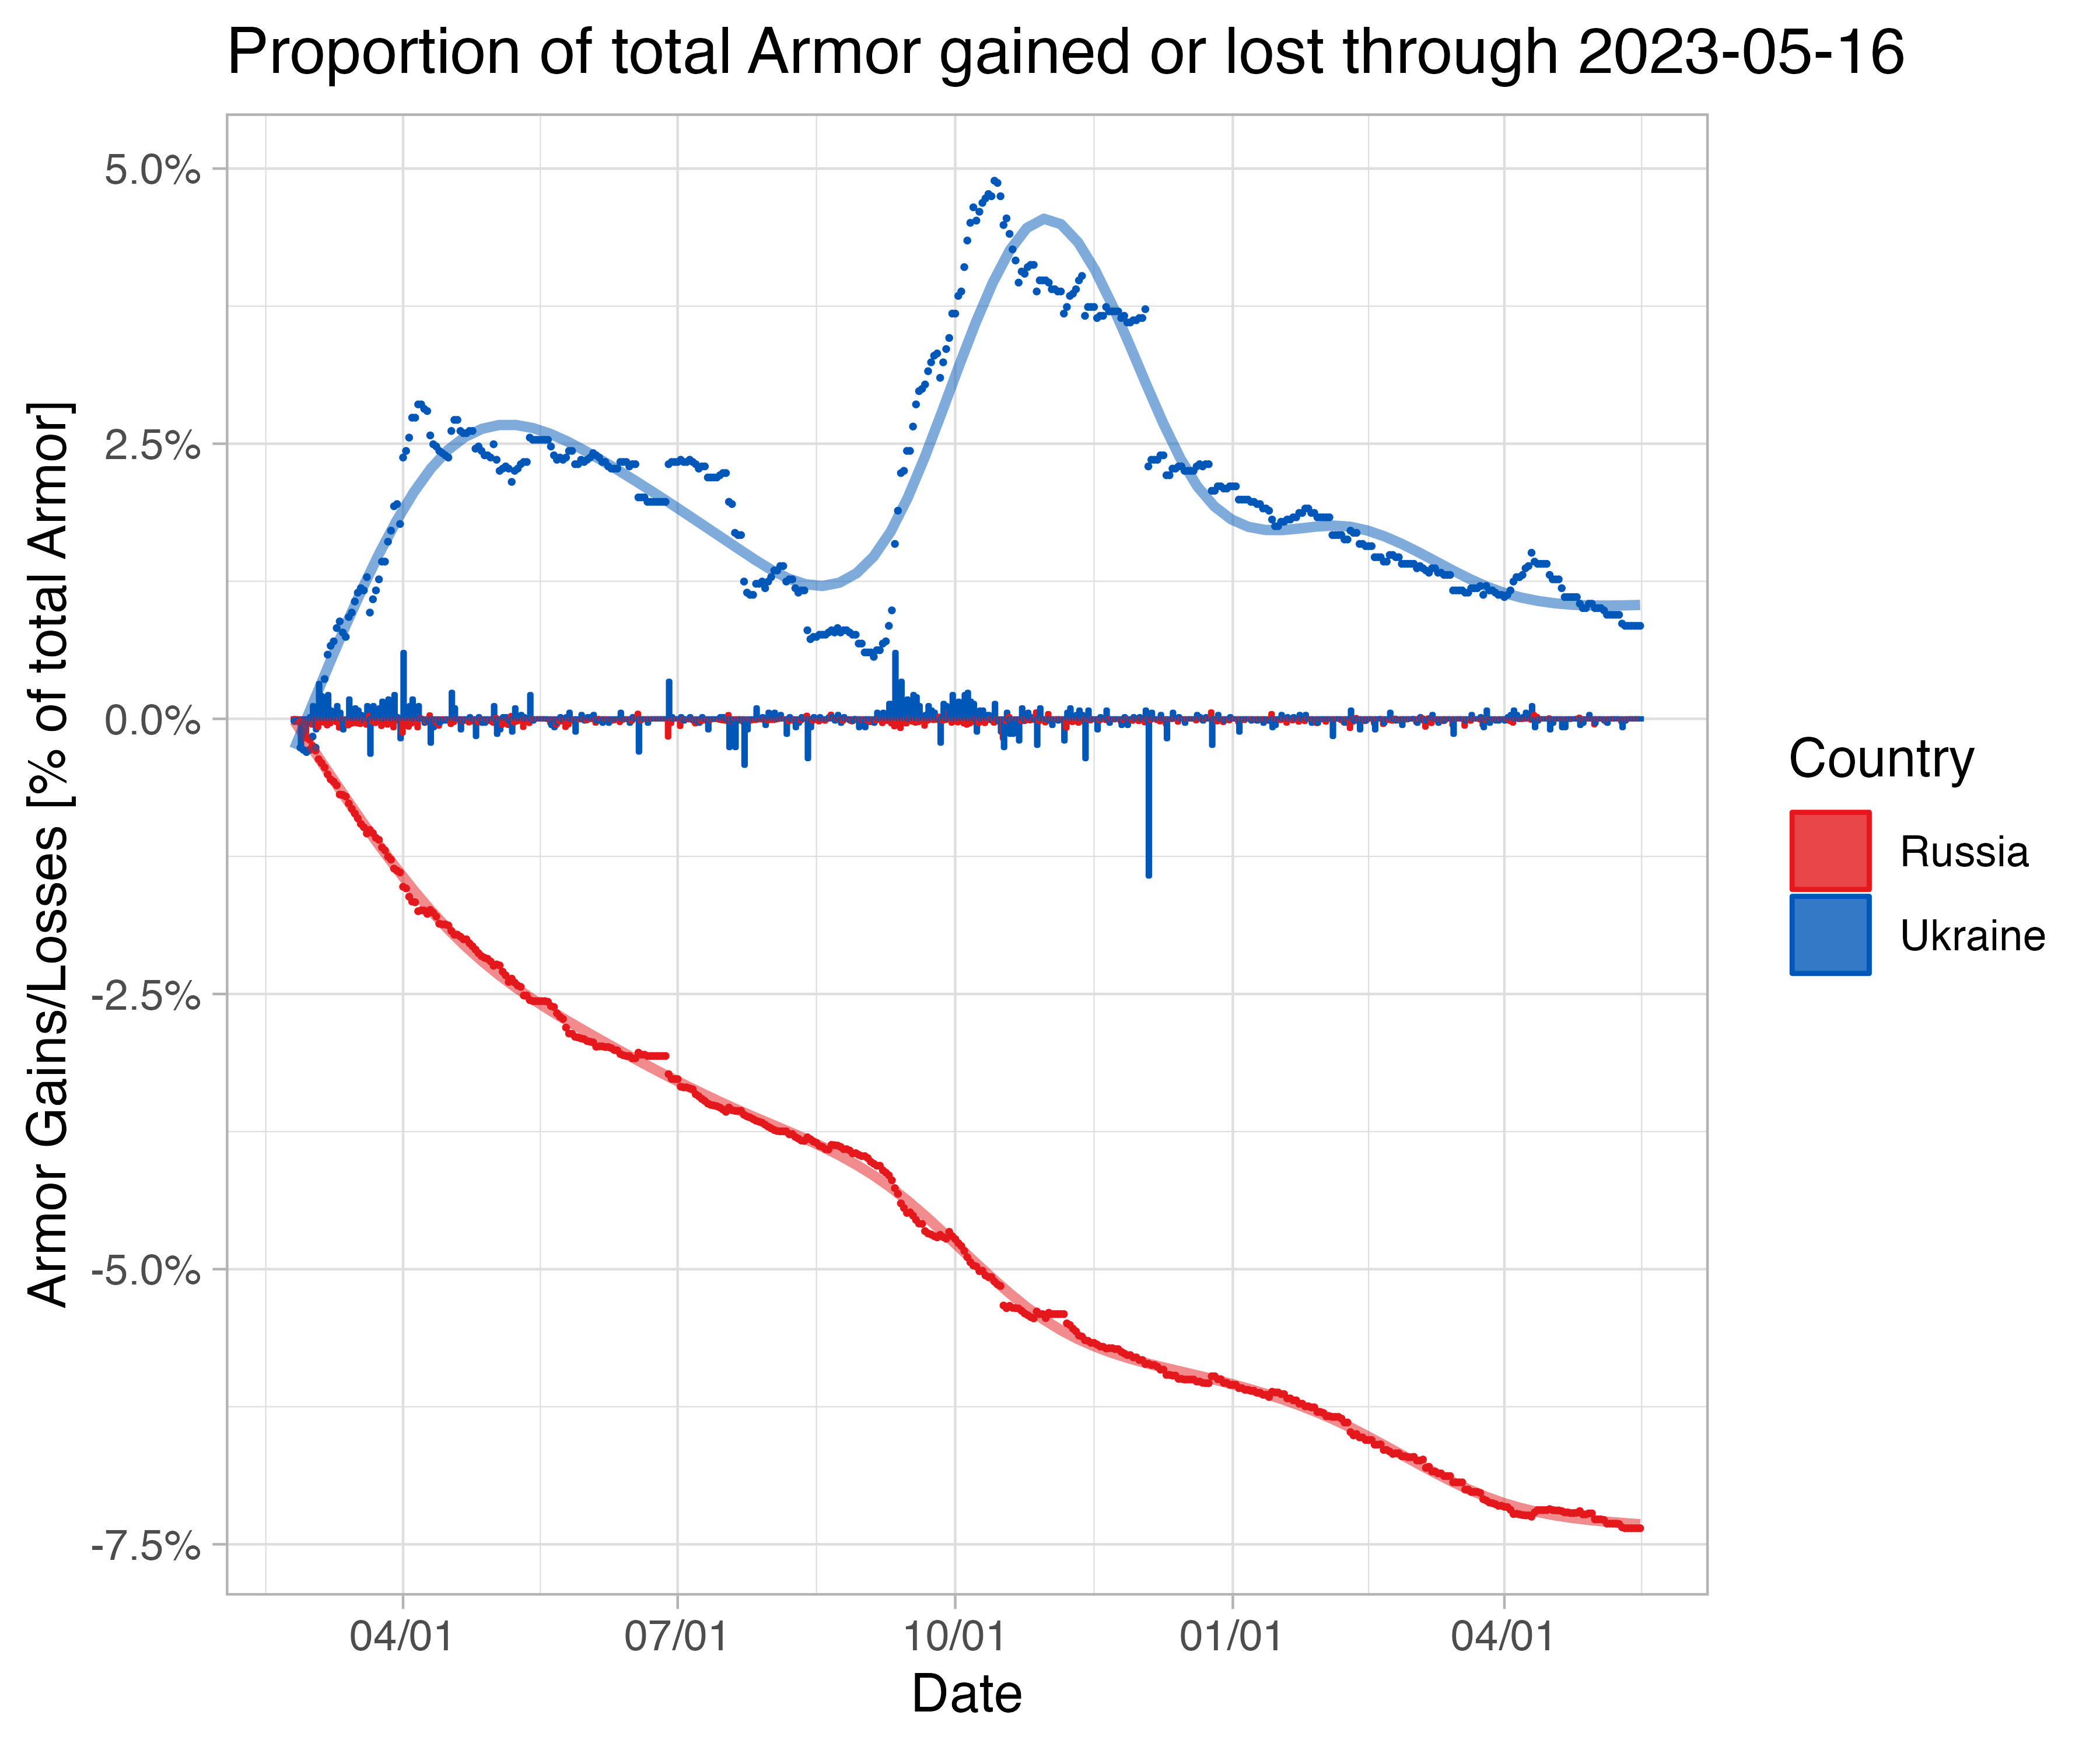 Proportion of total Armor gained or lost through 2023-05-16
Armor Gains/Losses [% of total Armor]
5.0%
2.5%
0.0%
-2.5%
-5.0%
-7.5%
04/01
07/01
10/01
01/01
04/01
Date
Country
Russia
Ukraine